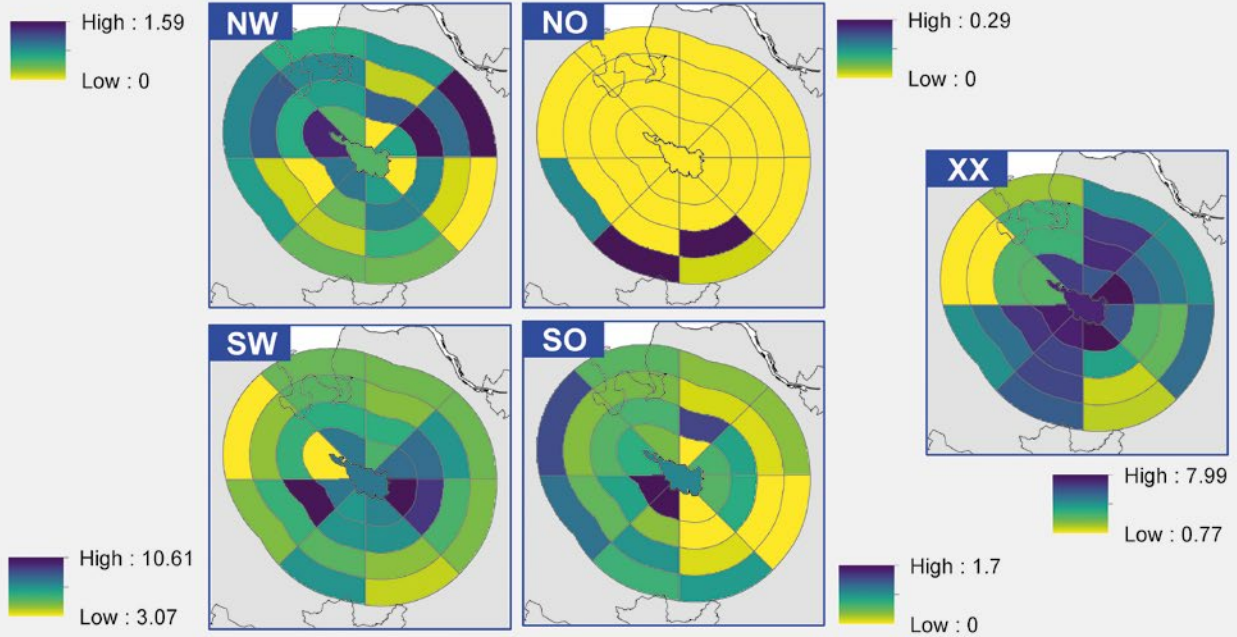 High : 1.59
Low : 0
NW
NO
High : 0.29
Low : 0
XX
SW
SO
High : 7.99
Low : 0.77
High : 10.61
Low : 3.07
High : 1.7
Low : 0